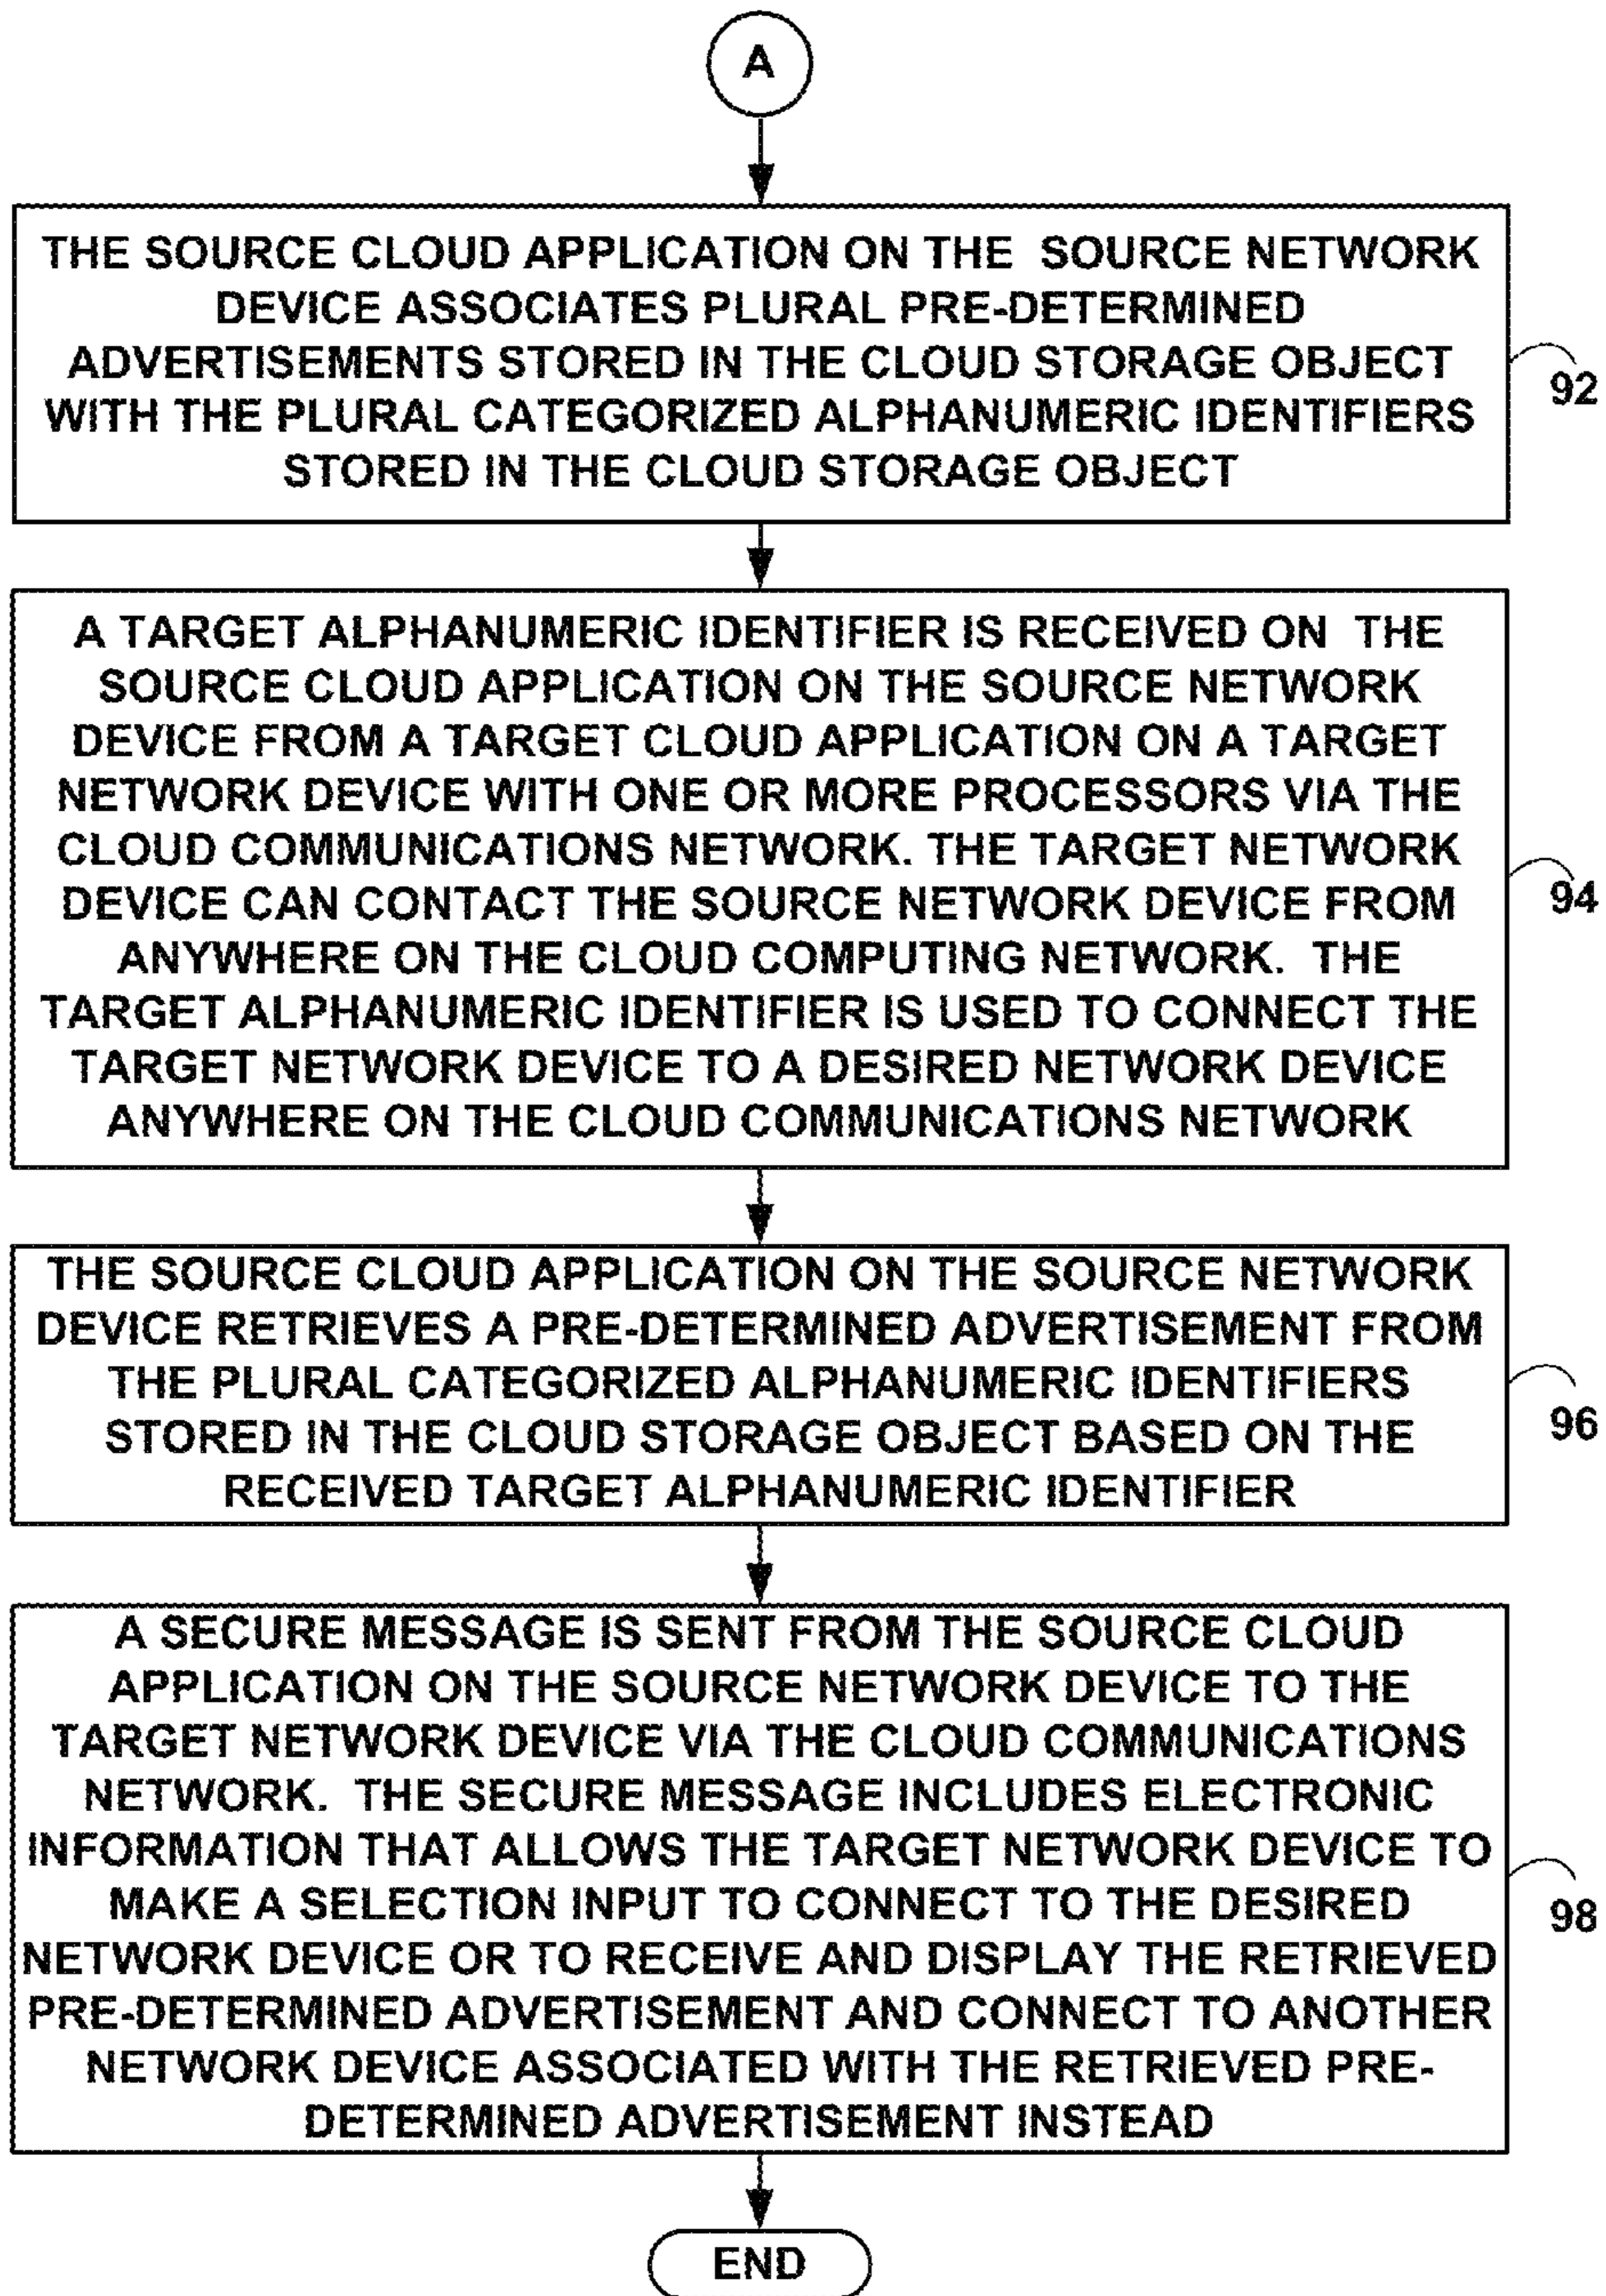 A
THE SOURCE CLOUD APPLICATION ON THE SOURCE NETWORK
DEVICE ASSOCIATES PLURAL PRE-DETERMINED
ADVERTISEMENTS STORED IN THE CLOUD STORAGE OBJECT
WITH THE PLURAL CATEGORIZED ALPHANUMERIC IDENTIFIERS
STORED IN THE CLOUD STORAGE OBJECT
92
A TARGET ALPHANUMERIC IDENTIFIER IS RECEIVED ON THE
SOURCE CLOUD APPLICATION ON THE SOURCE NETWORK
DEVICE FROM A TARGET CLOUD APPLICATION ON A TARGET
NETWORK DEVICE WITH ONE OR MORE PROCESSORS VIA THE
CLOUD COMMUNICATIONS NETWORK. THE TARGET NETWORK
DEVICE CAN CONTACT THE SOURCE NETWORK DEVICE FROM
ANYWHERE ON THE CLOUD COMPUTING NETWORK. THE
TARGET ALPHANUMERIC IDENTIFIER IS USED TO CONNECT THE
TARGET NETWORK DEVICE TO A DESIRED NETWORK DEVICE
ANYWHERE ON THE CLOUD COMMUNICATIONS NETWORK
94
THE SOURCE CLOUD APPLICATION ON THE SOURCE NETWORK
DEVICE RETRIEVES A PRE-DETERMINED ADVERTISEMENT FROM
THE PLURAL CATEGORIZED ALPHANUMERIC IDENTIFIERS
STORED IN THE CLOUD STORAGE OBJECT BASED ON THE
RECEIVED TARGET ALPHANUMERIC IDENTIFIER
96
A SECURE MESSAGE IS SENT FROM THE SOURCE CLOUD
APPLICATION ON THE SOURCE NETWORK DEVICE TO THE
TARGET NETWORK DEVICE VIA THE CLOUD COMMUNICATIONS
NETWORK. THE SECURE MESSAGE INCLUDES ELECTRONIC
INFORMATION THAT ALLOWS THE TARGET NETWORK DEVICE TO
MAKE A SELECTION INPUT TO CONNECT TO THE DESIRED
NETWORK DEVICE OR TO RECEIVE AND DISPLAY THE RETRIEVED
PRE-DETERMINED ADVERTISEMENT AND CONNECT TO ANOTHER
NETWORK DEVICE ASSOCIATED WITH THE RETRIEVED PRE-
DETERMINED ADVERTISEMENT INSTEAD
98
END